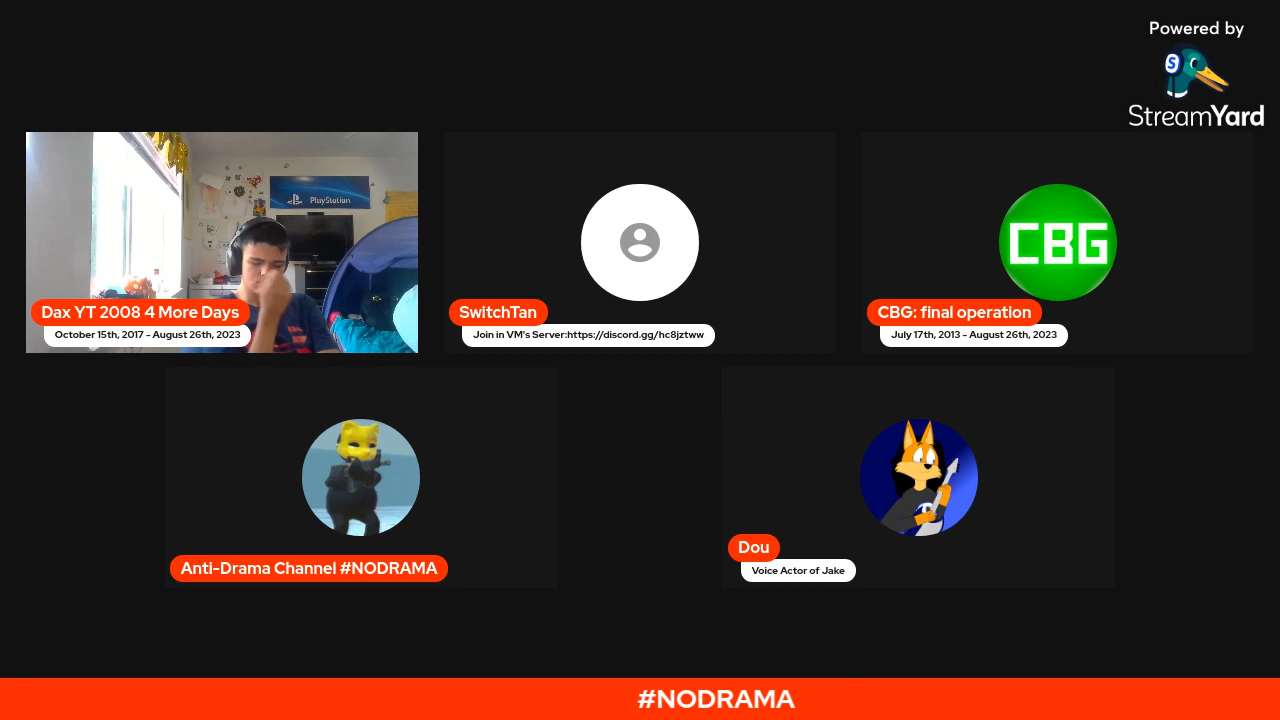 Powered by
StreamYard
PlayStation
Dax YT 2008 4 More Days
October 15th, 2017 - August 26th, 2023
SwitchTan
Join in VM's Server:https://discord.gg/hc8jztww
CBG
CBG: final operation
July 17th, 2013 - August 26th, 2023
Anti-Drama Channel #NODRAMA
Dou
Voice Actor of Jake
#NODRAMA